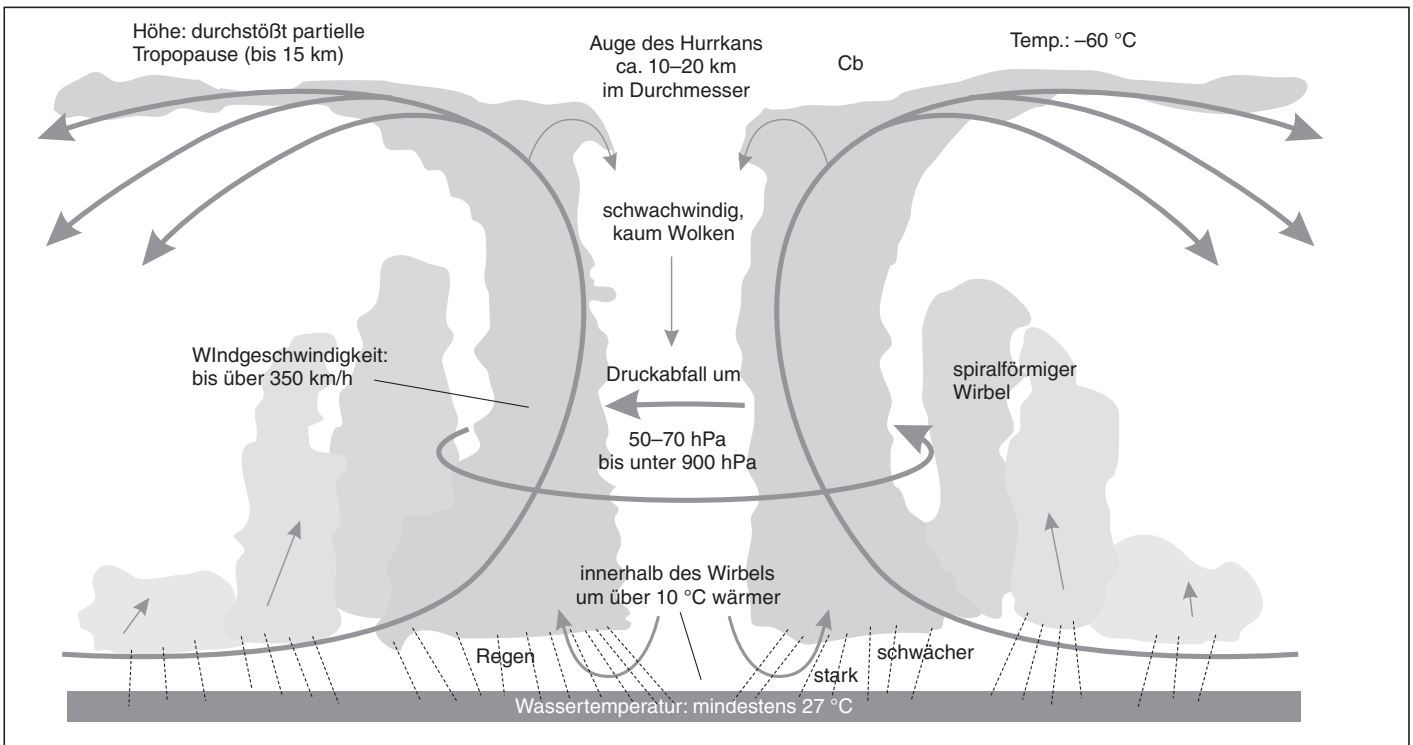 Höhe: durchstößt partielle
Tropopause (bis 15 km)
Auge des Hurrkans
ca. 10–20 km
im Durchmesser
Cb
Temp.: –60 °C
schwachwindig,
kaum Wolken
WIndgeschwindigkeit:
bis über 350 km/h
Druckabfall um
50–70 hPa
bis unter 900 hPa
spiralförmiger
Wirbel
innerhalb des Wirbels
um über 10 °C wärmer
Regen
stark
schwächer
Wassertemperatur: mindestens 27 °C